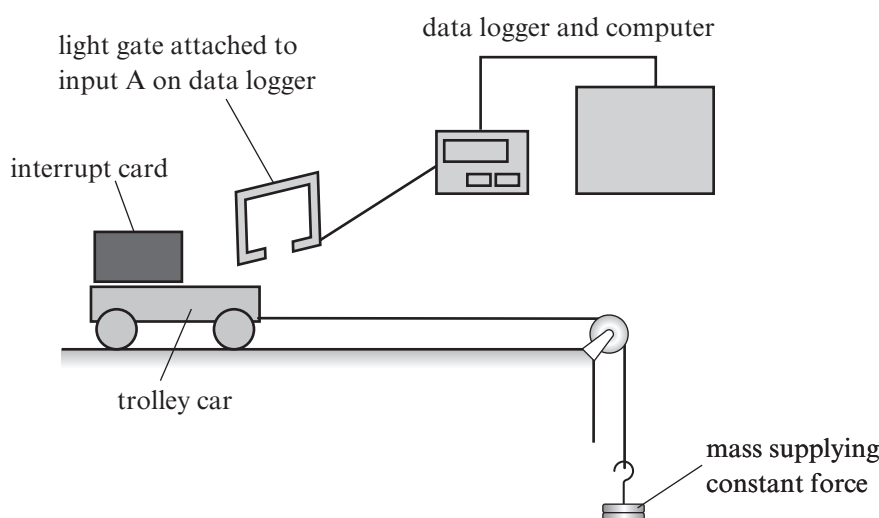 light gate attached to
input A on data logger
data logger and computer
interrupt card
trolley car
mass supplying
constant force